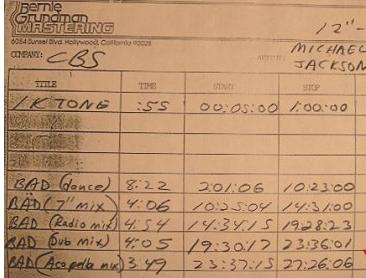 Bernie
Grundman
MASTERING
6054 Sunset Blvd. Hollywood, California 90028
12"-
COMPANY: CBS
ARTIST: MICHAEL
JACKSON
TITLE TIME START STOP
1K TONE :55 00:05:00 1:00:00
BAD (dance) 8:22 2:01:06 10:23:00
BAD (7" mix) 4:06 10:25:04 14:31:00
BAD (Radio mix) 4:54 14:34:15 19:28:23
BAD (Dub mix) 4:05 19:30:17 23:36:01
BAD (Acapella mix) 3:49 23:37:15 27:26:06